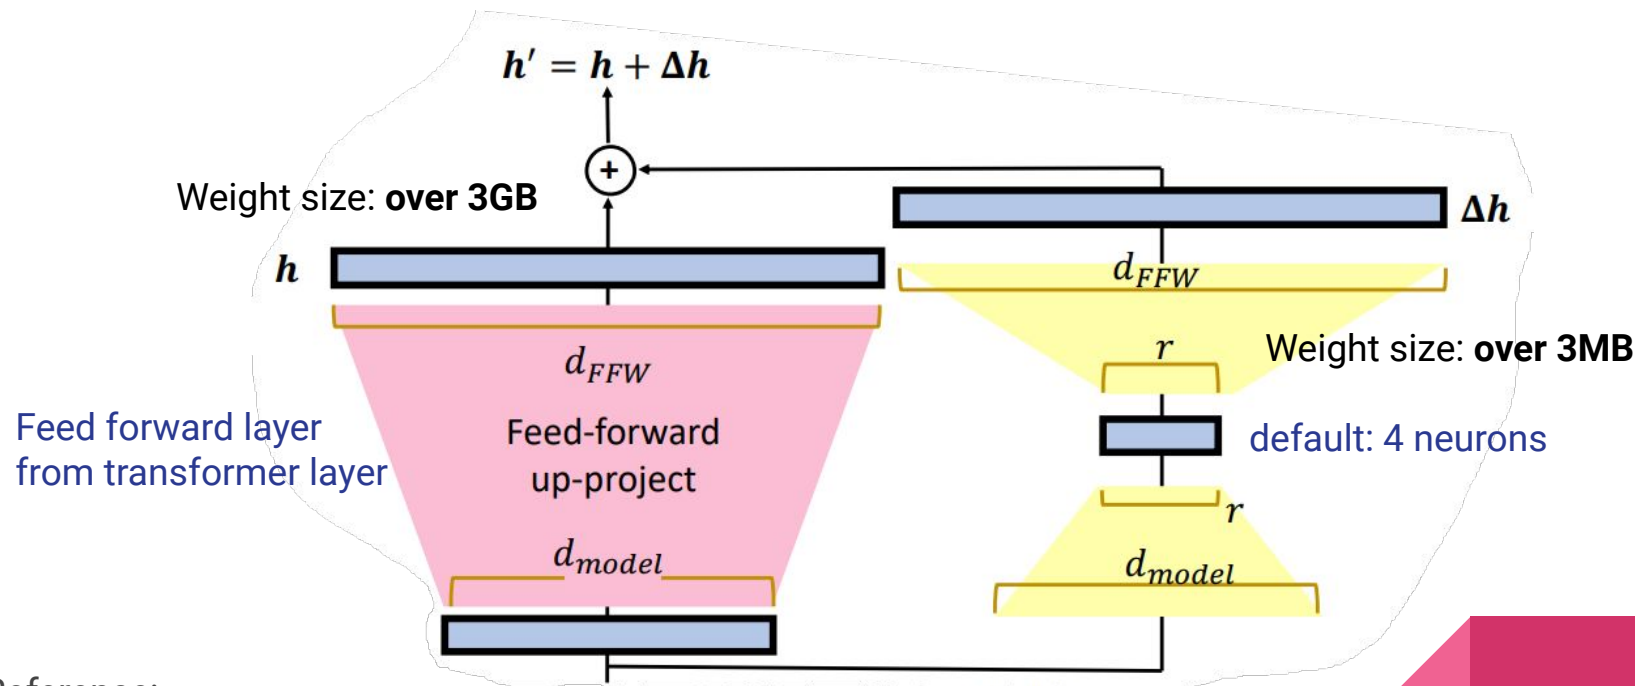 h′ = h + Δh
+
Weight size: over 3GB
Δh
h
d_FFW
d_FFW
r
Weight size: over 3MB
Feed forward layer
from transformer layer
Feed-forward
up-project
default: 4 neurons
r
d_model
d_model